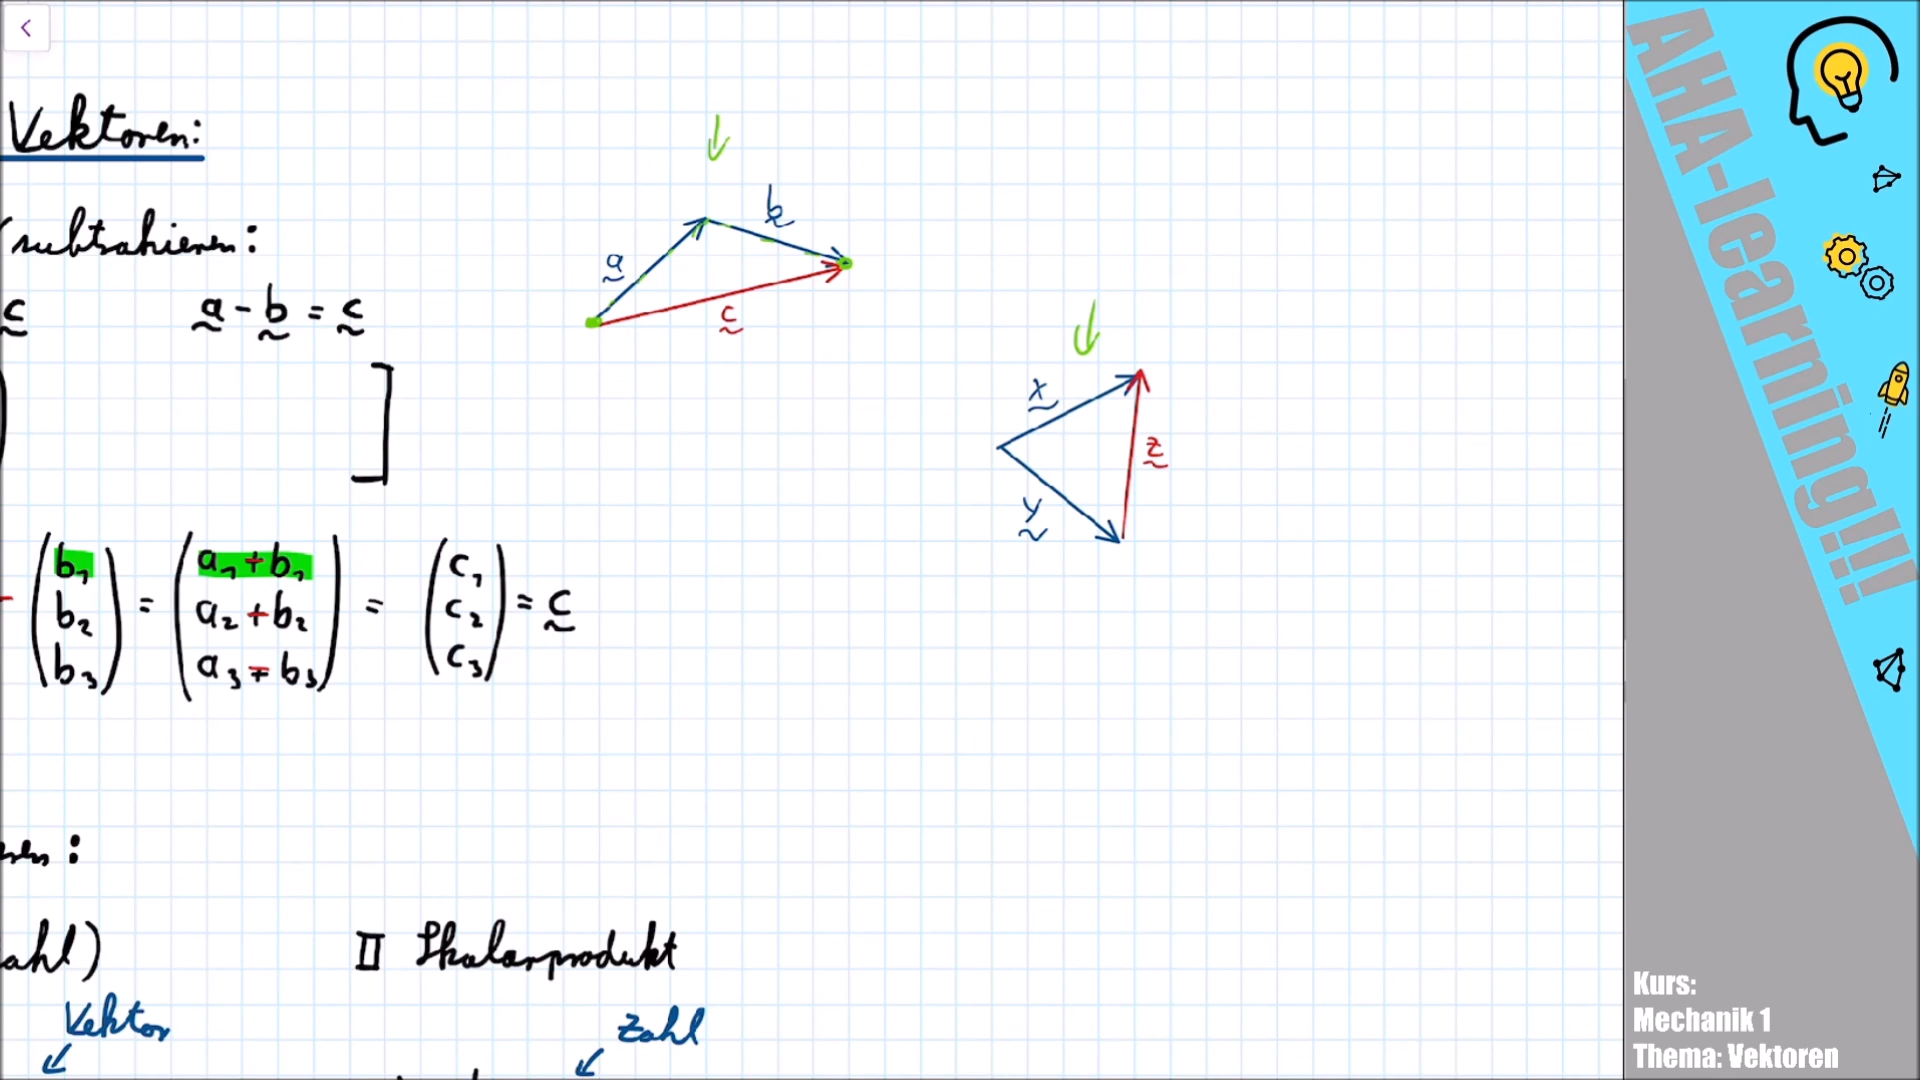 Vektoren:
/subtrahieren:
c a - b = c
a b
c
x
z
y
b₁ a₁ + b₁ c₁
b₂ = a₂ + b₂ = c₂ = c
b₃ a₃ ∓ b₃ c₃
ahl) II Skalarprodukt
Vektor Zahl
AHA-learning!!!
Kurs:
Mechanik 1
Thema: Vektoren